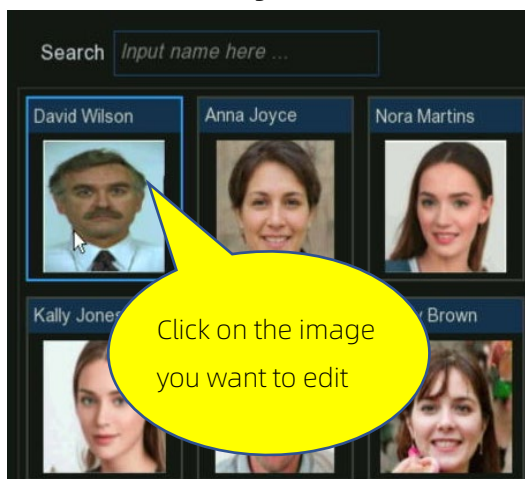 Search Input name here ...
David Wilson Anna Joyce Nora Martins
Kally Jone Brown
Click on the image
you want to edit